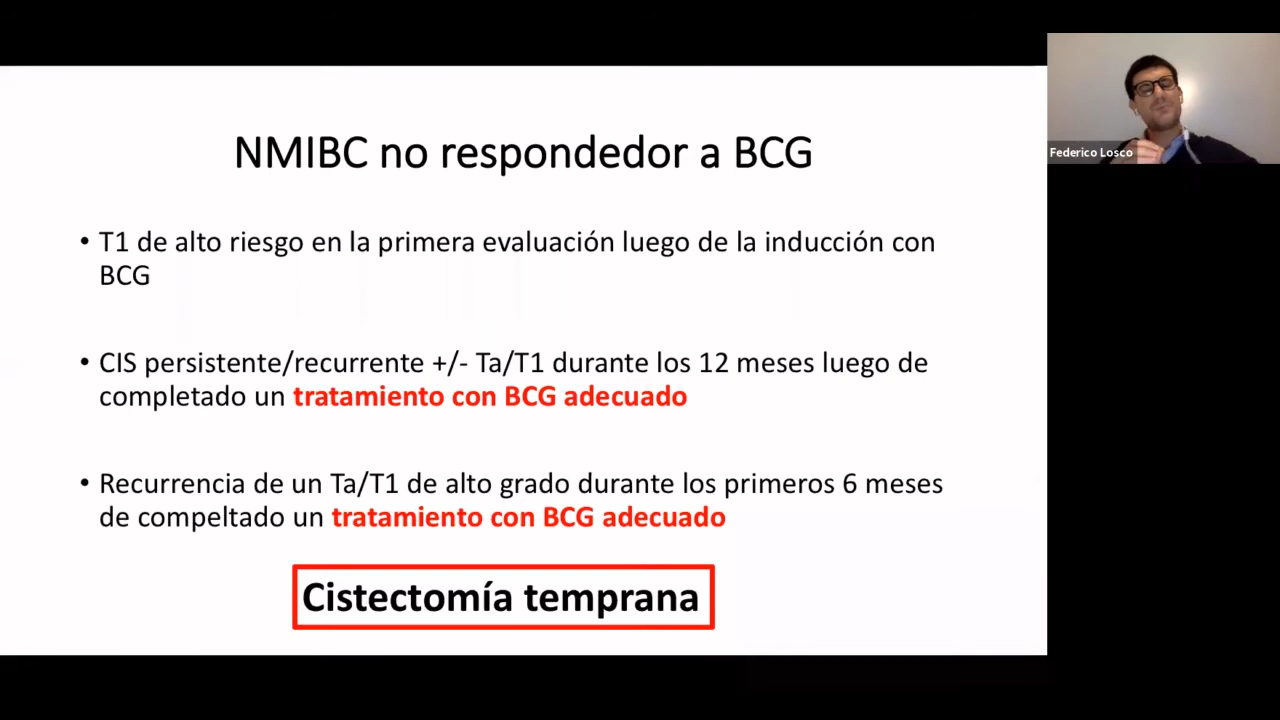 NMIBC no respondedor a BCG
• T1 de alto riesgo en la primera evaluación luego de la inducción con
BCG
• CIS persistente/recurrente +/- Ta/T1 durante los 12 meses luego de
completado un tratamiento con BCG adecuado
• Recurrencia de un Ta/T1 de alto grado durante los primeros 6 meses
de compeltado un tratamiento con BCG adecuado
Cistectomía temprana
Federico Losco